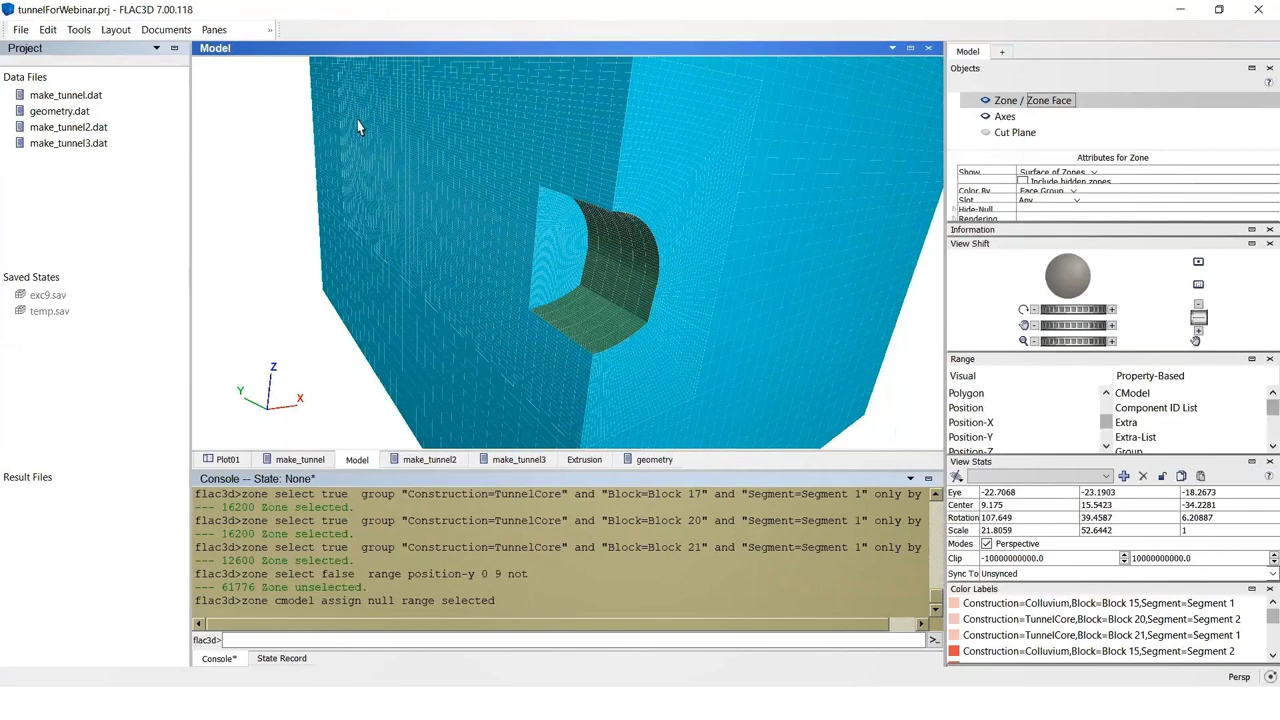 tunnelForWebinar.prj - FLAC3D 7.00.118
File Edit Tools Layout Documents Panes »
Project
Data Files
make_tunnel.dat
geometry.dat
make_tunnel2.dat
make_tunnel3.dat
Saved States
exc9.sav
temp.sav
Result Files
Model
Z
Y
X
Plot01 make_tunnel Model make_tunnel2 make_tunnel3 Extrusion geometry
Console -- State: None*
flac3d>zone select true group "Construction=TunnelCore" and "Block=Block 17" and "Segment=Segment 1" only by
--- 16200 Zone selected.
flac3d>zone select true group "Construction=TunnelCore" and "Block=Block 20" and "Segment=Segment 1" only by
--- 16200 Zone selected.
flac3d>zone select true group "Construction=TunnelCore" and "Block=Block 21" and "Segment=Segment 1" only by
--- 12600 Zone selected.
flac3d>zone select false range position-y 0 9 not
--- 61776 Zone unselected.
flac3d>zone cmodel assign null range selected
flac3d>
Console* State Record
Model +
Objects
Zone / Zone Face
Axes
Cut Plane
Attributes for Zone
Show Surface of Zones
Include hidden zones
Color By Face Group
Slot Any
Hide-Null
Rendering
Information
View Shift
Range
Visual Property-Based
Polygon CModel
Position Component ID List
Position-X Extra
Position-Y Extra-List
Position-Z Group
View Stats
Eye -22.7068 -23.1903 -18.2673
Center 9.175 15.5423 -34.2281
Rotation 107.649 39.4587 6.20887
Scale 21.8059 52.6442 1
Modes Perspective
Clip -10000000000.0 10000000000.0
Sync To Unsynced
Color Labels
Construction=Colluvium,Block=Block 15,Segment=Segment 1
Construction=TunnelCore,Block=Block 20,Segment=Segment 2
Construction=TunnelCore,Block=Block 21,Segment=Segment 1
Construction=Colluvium,Block=Block 15,Segment=Segment 2
Persp